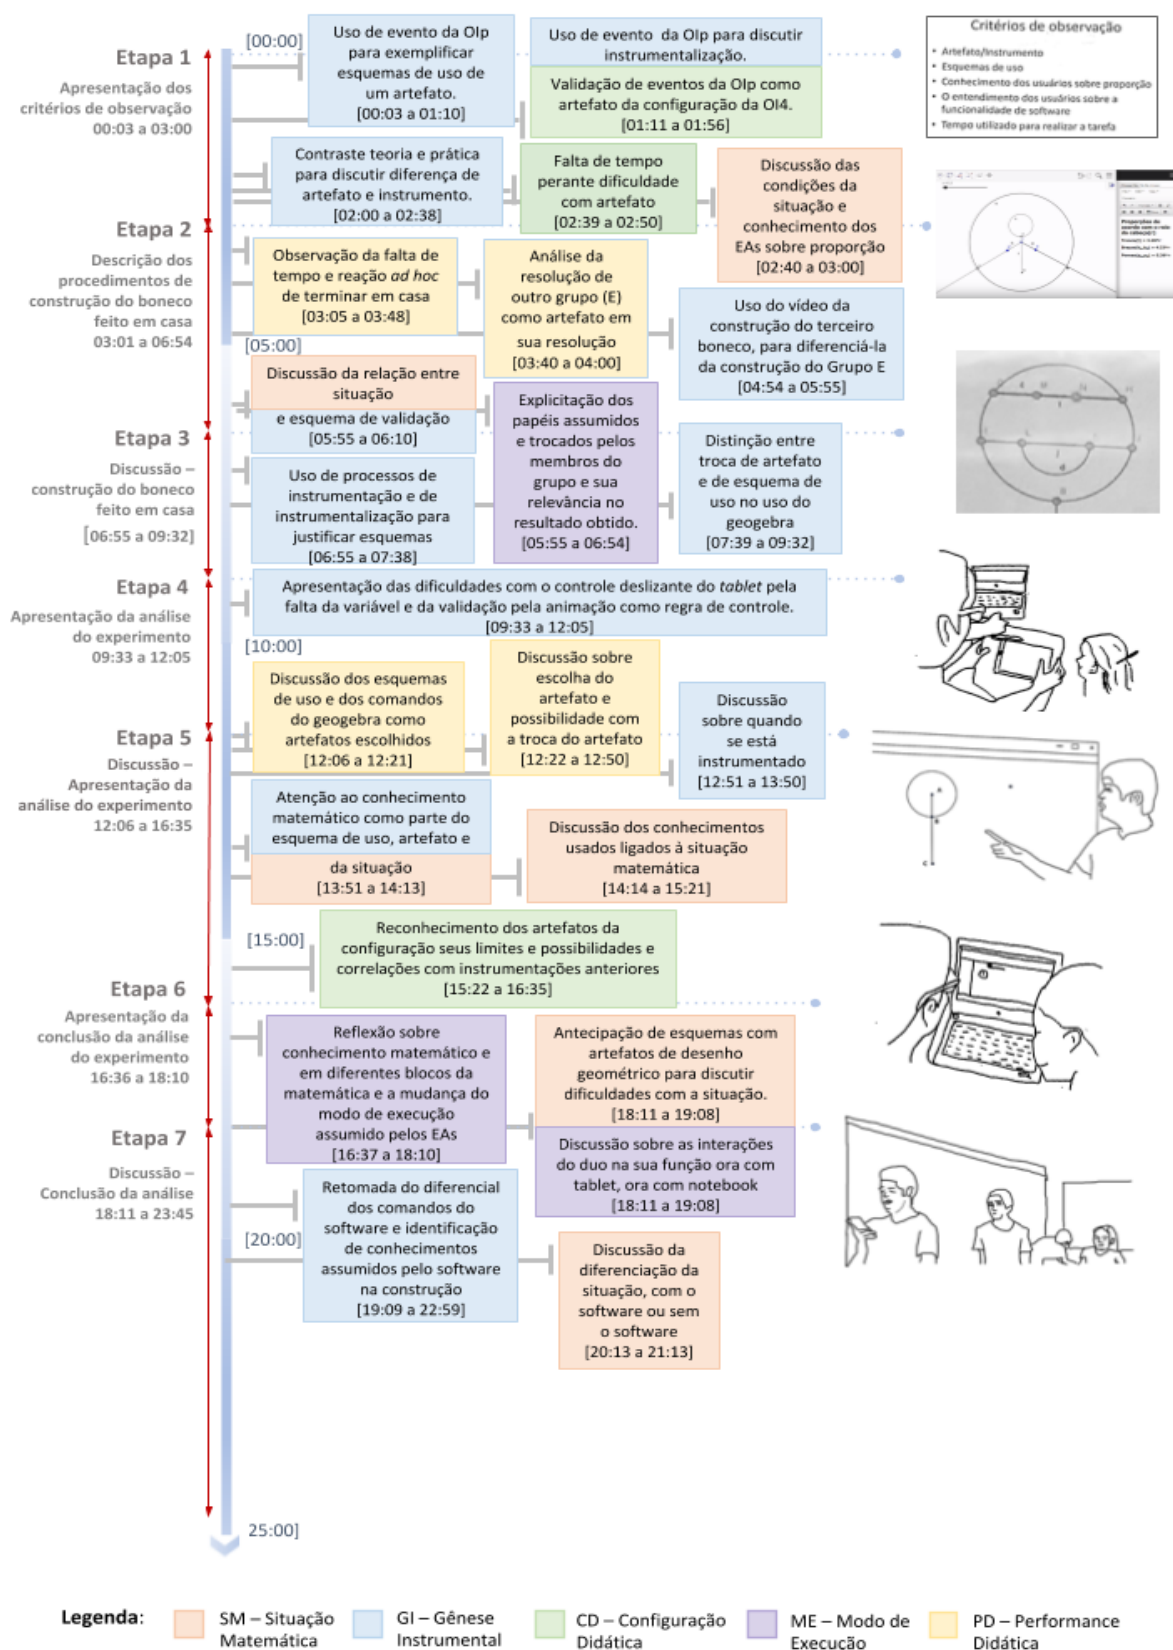 Etapa 1
Apresentação dos
critérios de observação
00:03 a 03:00
[00:00]
Uso de evento da OIp
para exemplificar
esquemas de uso de
um artefato.
[00:03 a 01:10]
Uso de evento da OIp para discutir
instrumentalização.
Validação de eventos da OIp como
artefato da configuração da OI4.
[01:11 a 01:56]
Critérios de observação
• Artefato/Instrumento
• Esquemas de uso
• Conhecimento dos usuários sobre proporção
• O entendimento dos usuários sobre a
funcionalidade de software
• Tempo utilizado para realizar a tarefa
Contraste teoria e prática
para discutir diferença de
artefato e instrumento.
[02:00 a 02:38]
Falta de tempo
perante dificuldade
com artefato
[02:39 a 02:50]
Discussão das
condições da
situação e
conhecimento dos
EAs sobre proporção
[02:40 a 03:00]
Etapa 2
Descrição dos
procedimentos de
construção do boneco
feito em casa
03:01 a 06:54
Observação da falta de
tempo e reação ad hoc
de terminar em casa
[03:05 a 03:48]
Análise da
resolução de
outro grupo (E)
como artefato em
sua resolução
[03:40 a 04:00]
Uso do vídeo da
construção do terceiro
boneco, para diferenciá-la
da construção do Grupo E
[04:54 a 05:55]
[05:00]
Discussão da relação entre
situação
e esquema de validação
[05:55 a 06:10]
Explicitação dos
papéis assumidos
e trocados pelos
membros do
grupo e sua
relevância no
resultado obtido.
[05:55 a 06:54]
Etapa 3
Discussão –
construção do boneco
feito em casa
[06:55 a 09:32]
Uso de processos de
instrumentação e de
instrumentalização para
justificar esquemas
[06:55 a 07:38]
Distinção entre
troca de artefato
e de esquema de
uso no uso do
geogebra
[07:39 a 09:32]
Etapa 4
Apresentação da análise
do experimento
09:33 a 12:05
Apresentação das dificuldades com o controle deslizante do tablet pela
falta da variável e da validação pela animação como regra de controle.
[09:33 a 12:05]
[10:00]
Discussão dos esquemas
de uso e dos comandos
do geogebra como
artefatos escolhidos
[12:06 a 12:21]
Discussão sobre
escolha do
artefato e
possibilidade com
a troca do artefato
[12:22 a 12:50]
Discussão
sobre quando
se está
instrumentado
[12:51 a 13:50]
Etapa 5
Discussão –
Apresentação da
análise do experimento
12:06 a 16:35
Atenção ao conhecimento
matemático como parte do
esquema de uso, artefato e
da situação
[13:51 a 14:13]
Discussão dos conhecimentos
usados ligados à situação
matemática
[14:14 a 15:21]
[15:00]
Reconhecimento dos artefatos da
configuração seus limites e possibilidades e
correlações com instrumentações anteriores
[15:22 a 16:35]
Etapa 6
Apresentação da
conclusão da análise
do experimento
16:36 a 18:10
Reflexão sobre
conhecimento matemático e
em diferentes blocos da
matemática e a mudança do
modo de execução
assumido pelos EAs
[16:37 a 18:10]
Antecipação de esquemas com
artefatos de desenho
geométrico para discutir
dificuldades com a situação.
[18:11 a 19:08]
Discussão sobre as interações
do duo na sua função ora com
tablet, ora com notebook
[18:11 a 19:08]
Etapa 7
Discussão –
Conclusão da análise
18:11 a 23:45
Retomada do diferencial
dos comandos do
software e identificação
de conhecimentos
assumidos pelo software
na construção
[19:09 a 22:59]
[20:00]
Discussão da
diferenciação da
situação, com o
software ou sem
o software
[20:13 a 21:13]
25:00]
Legenda:
SM – Situação
Matemática
GI – Gênese
Instrumental
CD – Configuração
Didática
ME – Modo de
Execução
PD – Performance
Didática